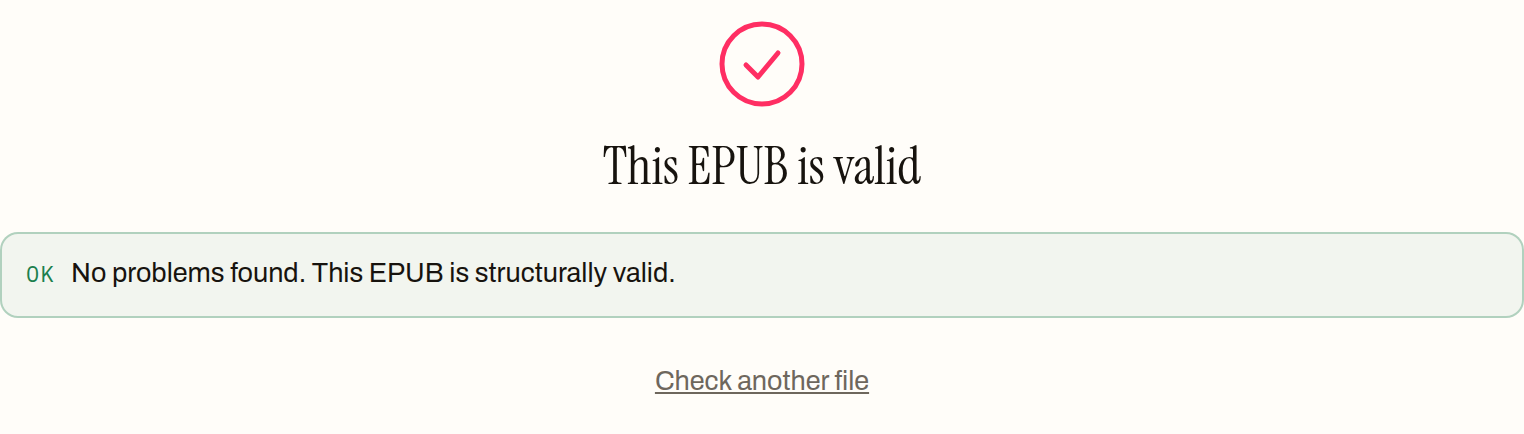 This EPUB is valid
OK No problems found. This EPUB is structurally valid.
Check another file